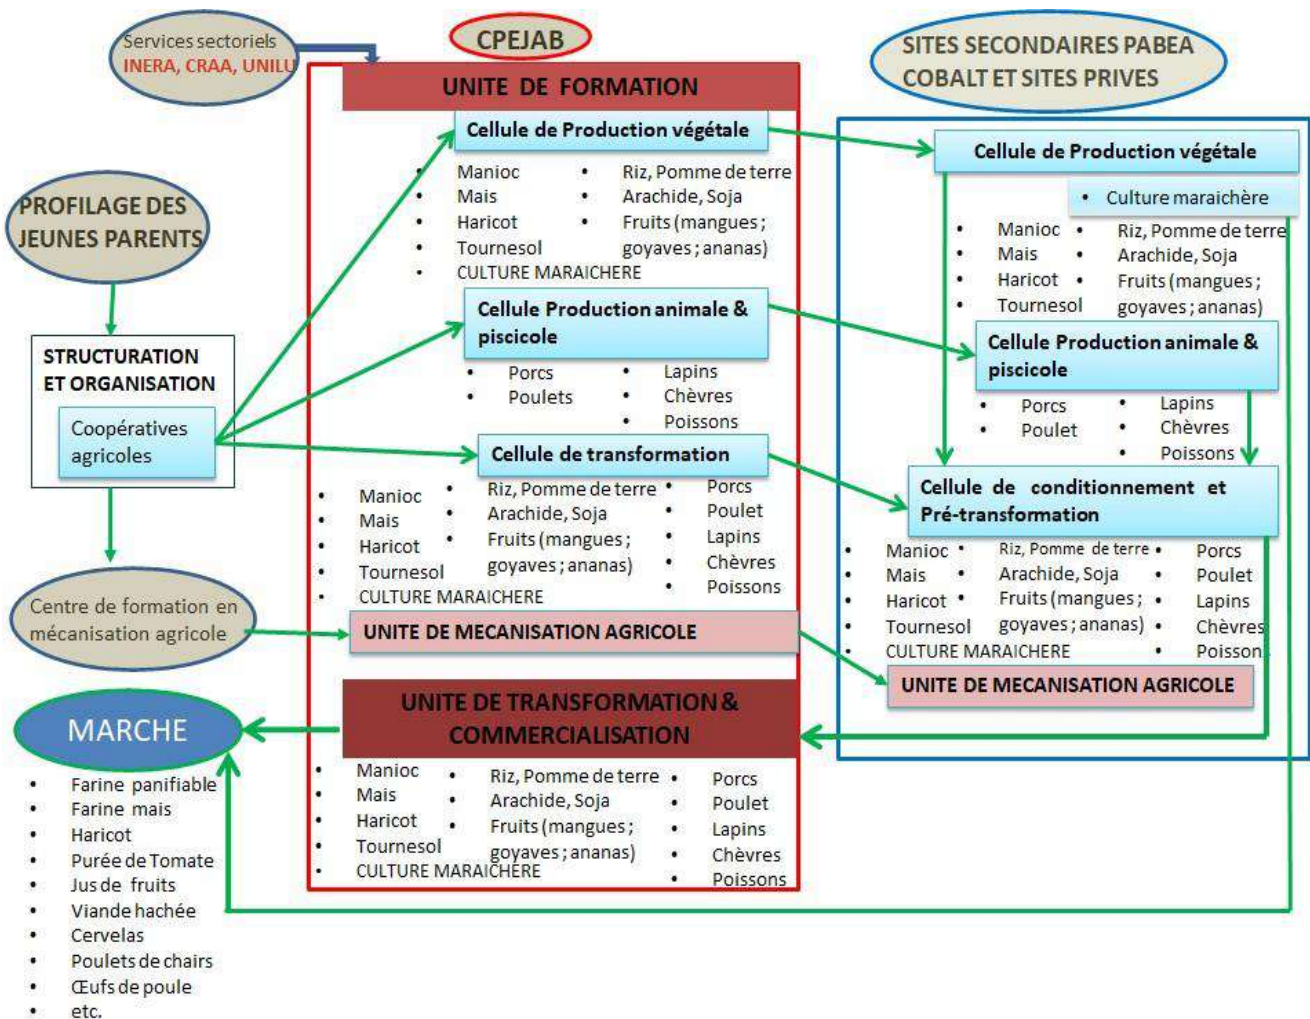 Services sectoriels
INERA, CRAA, UNILU
CPEJAB
SITES SECONDAIRES PABEA
COBALT ET SITES PRIVES
PROFILAGE DES
JEUNES PARENTS
STRUCTURATION
ET ORGANISATION
Coopératives
agricoles
Centre de formation en
mécanisation agricole
UNITE DE FORMATION
Cellule de Production végétale
• Manioc
• Mais
• Haricot
• Tournesol
• Riz, Pomme de terre
• Arachide, Soja
• Fruits (mangues ;
goyaves ; ananas)
• CULTURE MARAICHERE
Cellule Production animale &
piscicole
• Porcs
• Poulets
• Lapins
• Chèvres
• Poissons
Cellule de transformation
• Manioc
• Mais
• Haricot
• Tournesol
• CULTURE MARAICHERE
• Riz, Pomme de terre
• Arachide, Soja
• Fruits (mangues ;
goyaves ; ananas)
• Porcs
• Poulet
• Lapins
• Chèvres
• Poissons
UNITE DE MECANISATION AGRICOLE
UNITE DE TRANSFORMATION &
COMMERCIALISATION
• Manioc
• Mais
• Haricot
• Tournesol
• CULTURE MARAICHERE
• Riz, Pomme de terre
• Arachide, Soja
• Fruits (mangues ;
goyaves ; ananas)
• Porcs
• Poulet
• Lapins
• Chèvres
• Poissons
Cellule de Production végétale
• Culture maraichère
• Manioc
• Mais
• Haricot
• Tournesol
• Riz, Pomme de terre
• Arachide, Soja
• Fruits (mangues ;
goyaves ; ananas)
Cellule Production animale &
piscicole
• Porcs
• Poulet
• Lapins
• Chèvres
• Poissons
Cellule de conditionnement et
Pré-transformation
• Manioc
• Mais
• Haricot
• Tournesol
• CULTURE MARAICHERE
• Riz, Pomme de terre
• Arachide, Soja
• Fruits (mangues ;
goyaves ; ananas)
• Porcs
• Poulet
• Lapins
• Chèvres
• Poissons
UNITE DE MECANISATION AGRICOLE
MARCHE
• Farine panifiable
• Farine mais
• Haricot
• Purée de Tomate
• Jus de fruits
• Viande hachée
• Cervelas
• Poulets de chairs
• Œufs de poule
• etc.